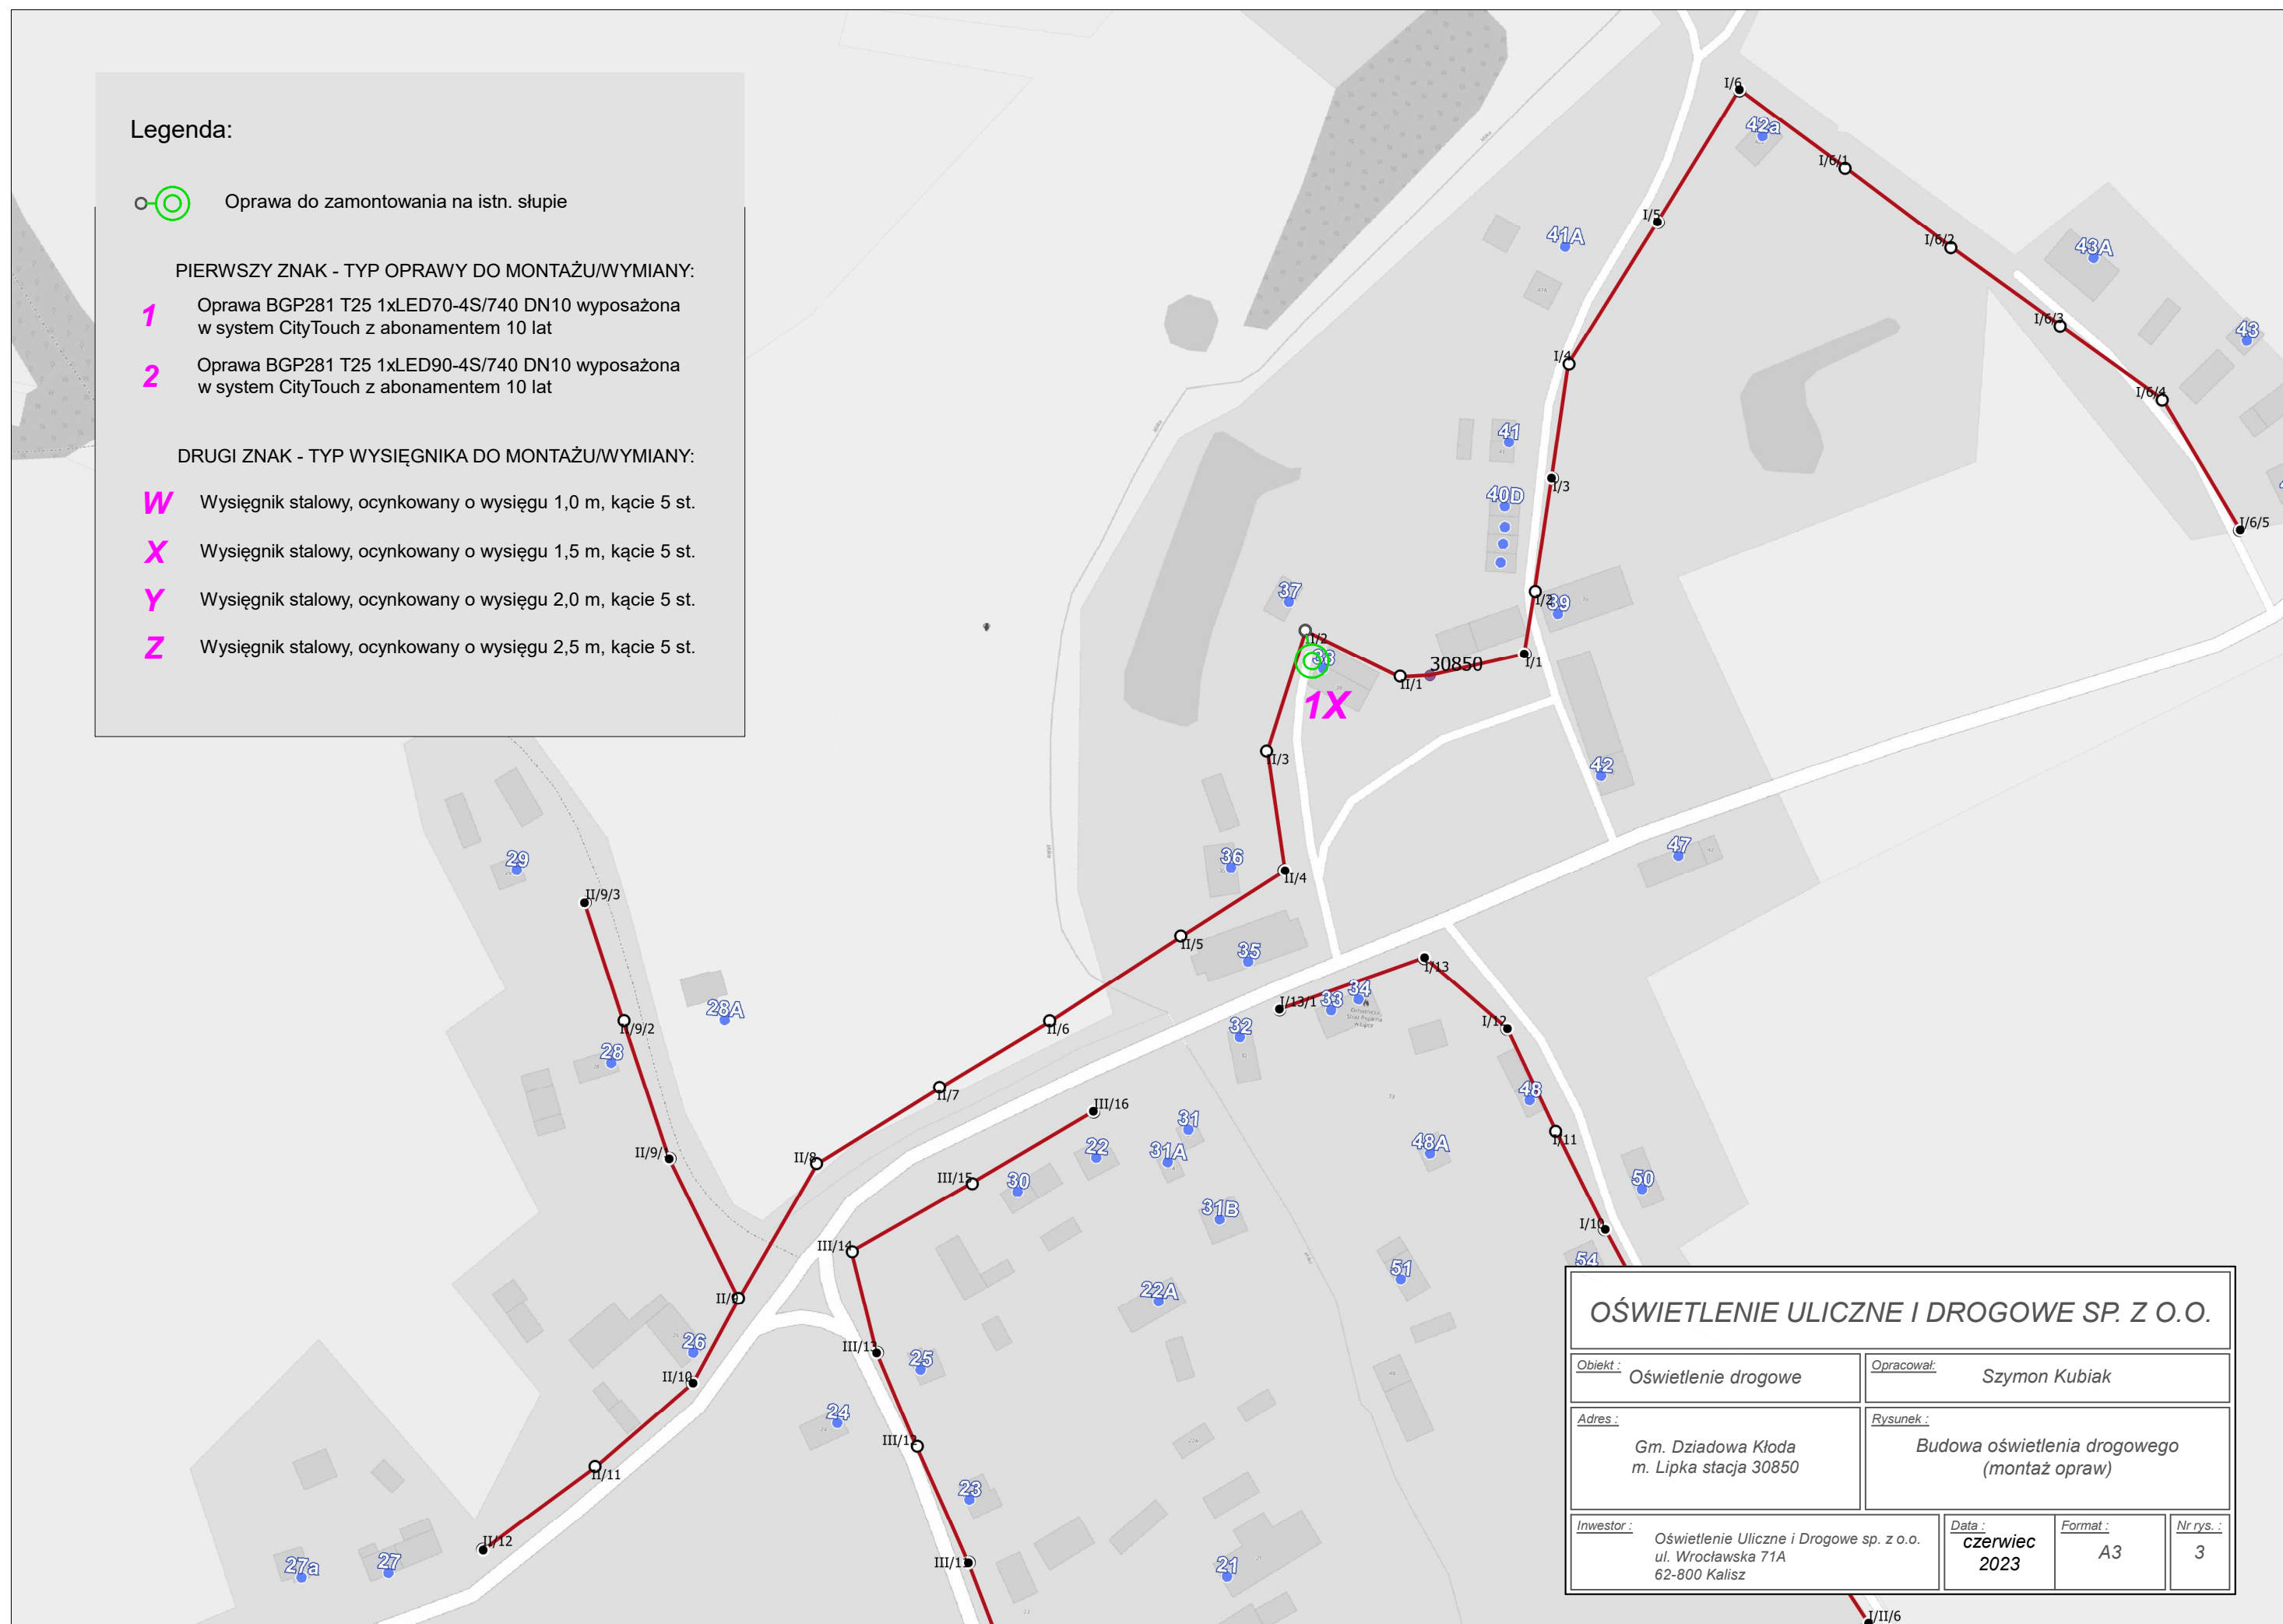 Legenda:
Oprawa do zamontowania na istn. słupie
PIERWSZY ZNAK - TYP OPRAWY DO MONTAŻU/WYMIANY:
1 Oprawa BGP281 T25 1xLED70-4S/740 DN10 wyposażona
w system CityTouch z abonamentem 10 lat
2 Oprawa BGP281 T25 1xLED90-4S/740 DN10 wyposażona
w system CityTouch z abonamentem 10 lat
DRUGI ZNAK - TYP WYSIĘGNIKA DO MONTAŻU/WYMIANY:
W Wysięgnik stalowy, ocynkowany o wysięgu 1,0 m, kącie 5 st.
X Wysięgnik stalowy, ocynkowany o wysięgu 1,5 m, kącie 5 st.
Y Wysięgnik stalowy, ocynkowany o wysięgu 2,0 m, kącie 5 st.
Z Wysięgnik stalowy, ocynkowany o wysięgu 2,5 m, kącie 5 st.
I/6
42a
I/6/1
I/5
41A
I/6/2
43A
I/6/3
43
I/4
I/6/4
41
I/3
40D
I/6/5
37
I/2
39
I/2
38
30850
I/1
II/1
1X
II/3
42
47
36
II/4
29
II/9/3
II/5
35
I/13
34
33
I/13/1
28A
II/9/2
II/6
32
I/12
28
II/7
48
III/16
31
I/11
II/9/
II/8
22
31A
48A
III/15
30
50
31B
I/10
III/14
54
51
II/9
22A
26
III/13
25
II/10
24
III/12
II/11
23
II/12
III/11
27a
27
21
I/II/6
OŚWIETLENIE ULICZNE I DROGOWE SP. Z O.O.
Obiekt : Oświetlenie drogowe
Opracował: Szymon Kubiak
Adres :
Gm. Dziadowa Kłoda
m. Lipka stacja 30850
Rysunek :
Budowa oświetlenia drogowego
(montaż opraw)
Inwestor :
Oświetlenie Uliczne i Drogowe sp. z o.o.
ul. Wrocławska 71A
62-800 Kalisz
Data :
czerwiec
2023
Format :
A3
Nr rys. :
3